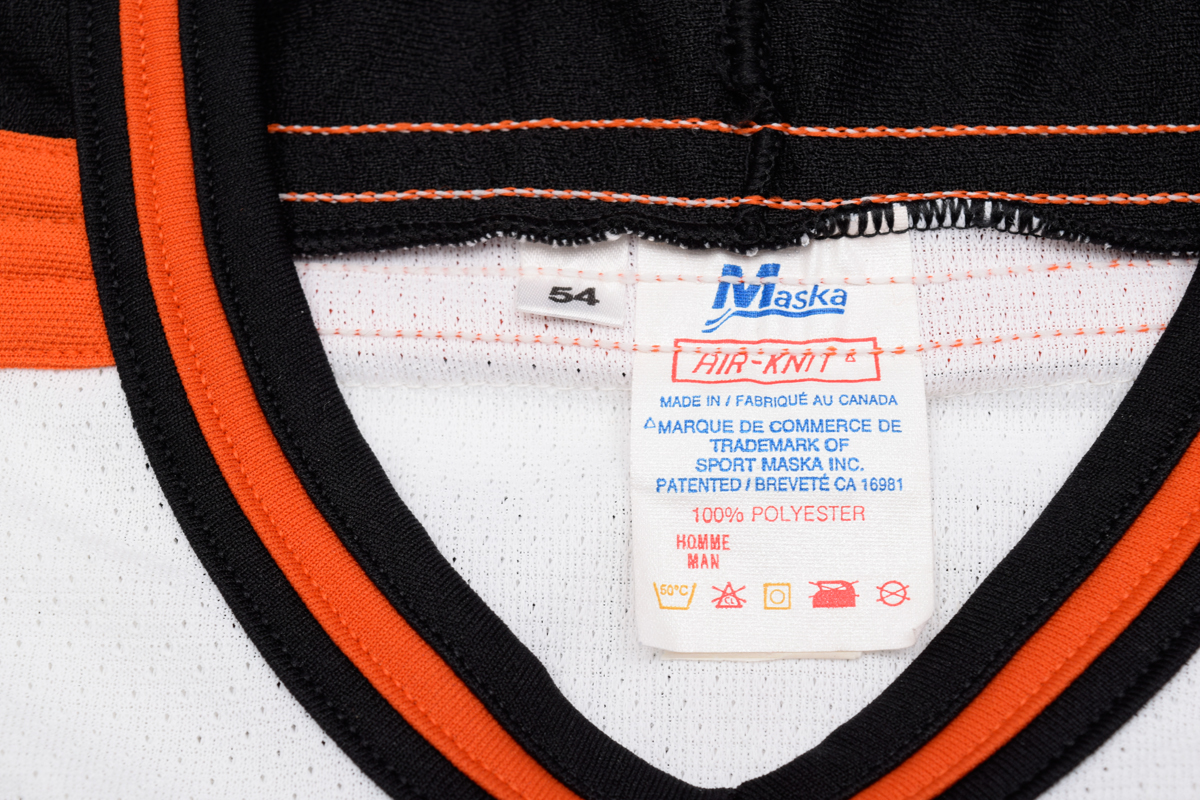 54
Maska
AIR-KNIT
MADE IN / FABRIQUÉ AU CANADA
△MARQUE DE COMMERCE DE
TRADEMARK OF
SPORT MASKA INC.
PATENTED / BREVETÉ CA 16981
100% POLYESTER
HOMME
MAN
50°C